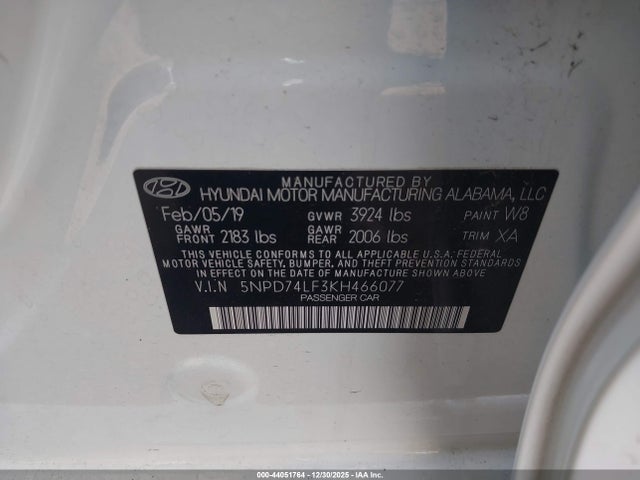 MANUFACTURED BY
HYUNDAI MOTOR MANUFACTURING ALABAMA, LLC
Feb/05/19 GVWR 3924 lbs PAINT W8
GAWR FRONT 2183 lbs GAWR REAR 2006 lbs TRIM XA
THIS VEHICLE CONFORMS TO ALL APPLICABLE U.S.A. FEDERAL
MOTOR VEHICLE SAFETY, BUMPER, AND THEFT PREVENTION STANDARDS
IN EFFECT ON THE DATE OF MANUFACTURE SHOWN ABOVE.
V.I.N 5NPD74LF3KH466077
PASSENGER CAR
000-44051764 - 12/30/2025 - IAA Inc.